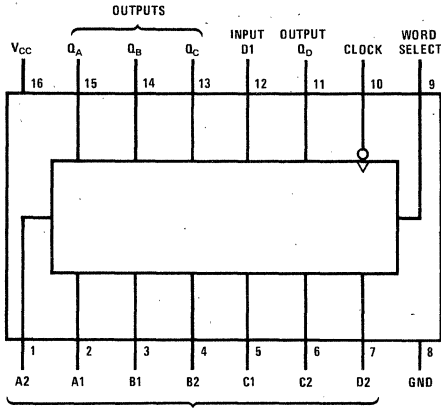 OUTPUTS
INPUT OUTPUT WORD
VCC QA QB QC D1 QD CLOCK SELECT
16 15 14 13 12 11 10 9
1 2 3 4 5 6 7 8
A2 A1 B1 B2 C1 C2 D2 GND